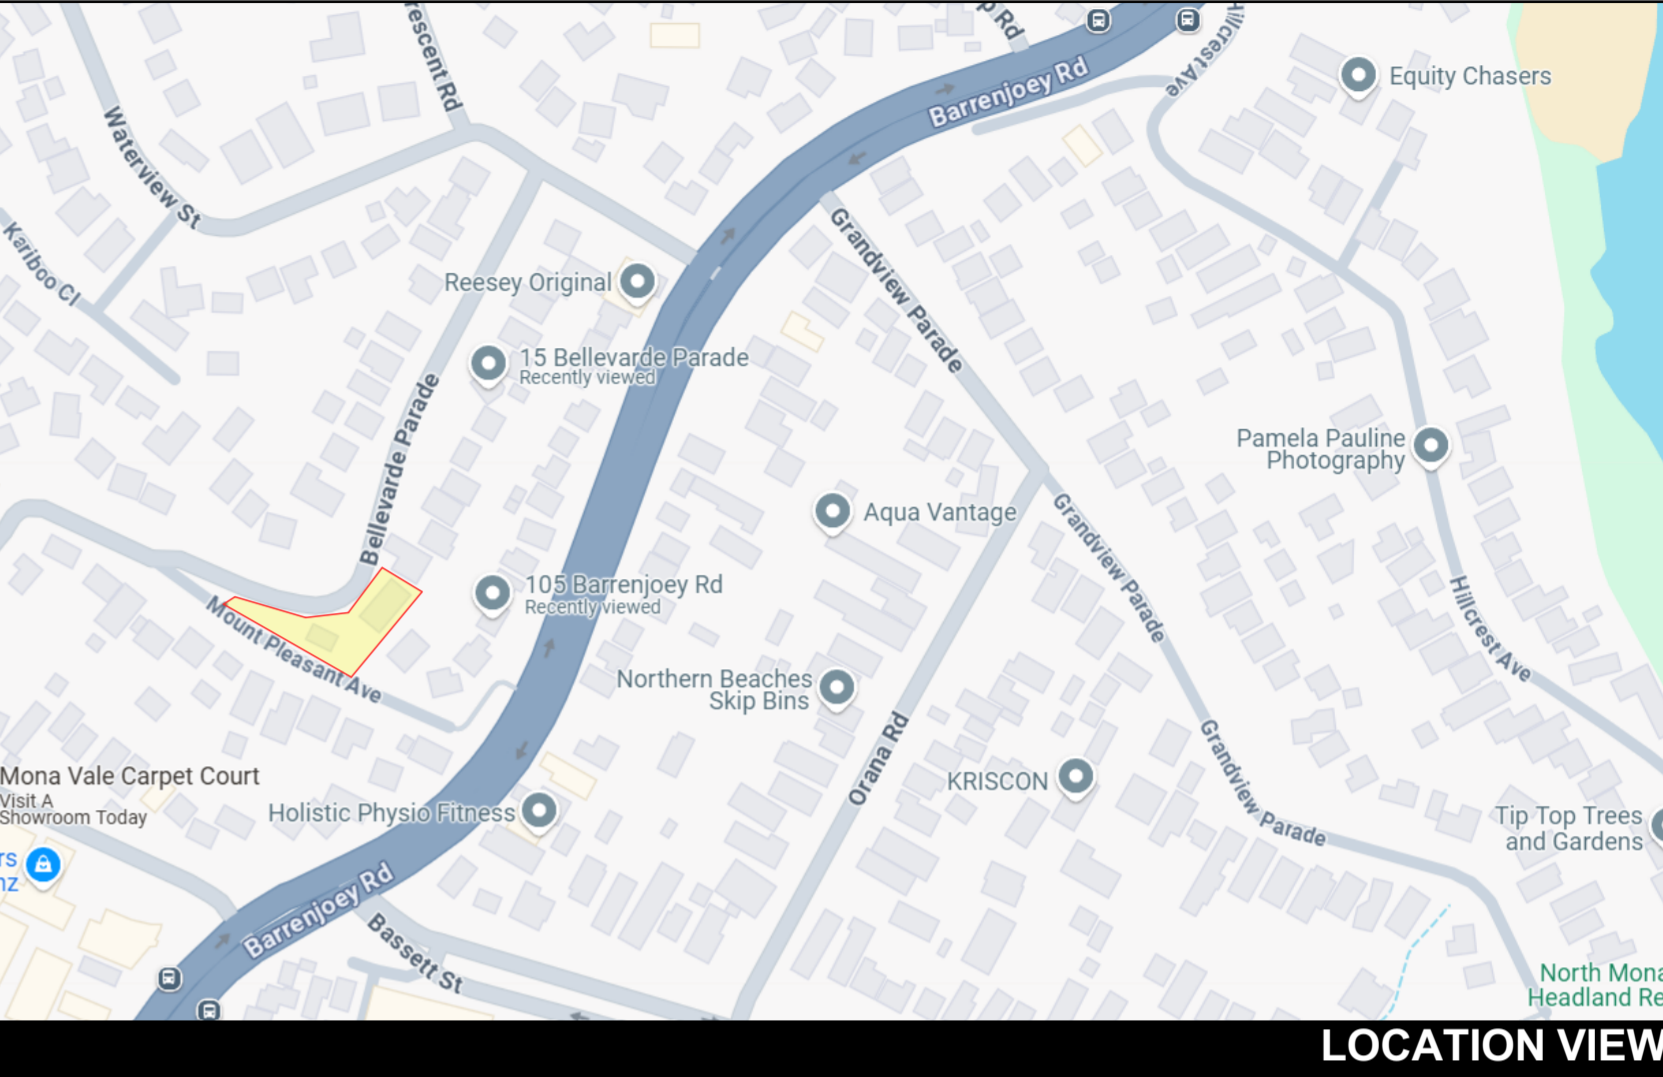 rescent Rd
p Rd
Hillcrest Ave
Barrenjoey Rd
Equity Chasers
Waterview St
Kariboo Cl
Grandview Parade
Reesey Original
15 Bellevarde Parade
Recently viewed
Bellevarde Parade
Pamela Pauline
Photography
Aqua Vantage
Grandview Parade
105 Barrenjoey Rd
Recently viewed
Mount Pleasant Ave
Hillcrest Ave
Northern Beaches
Skip Bins
Orana Rd
Grandview Parade
KRISCON
Mona Vale Carpet Court
Visit A
Showroom Today
Holistic Physio Fitness
Tip Top Trees
and Gardens
rs
nz
Barrenjoey Rd
Bassett St
North Mona
Headland Re
LOCATION VIEW